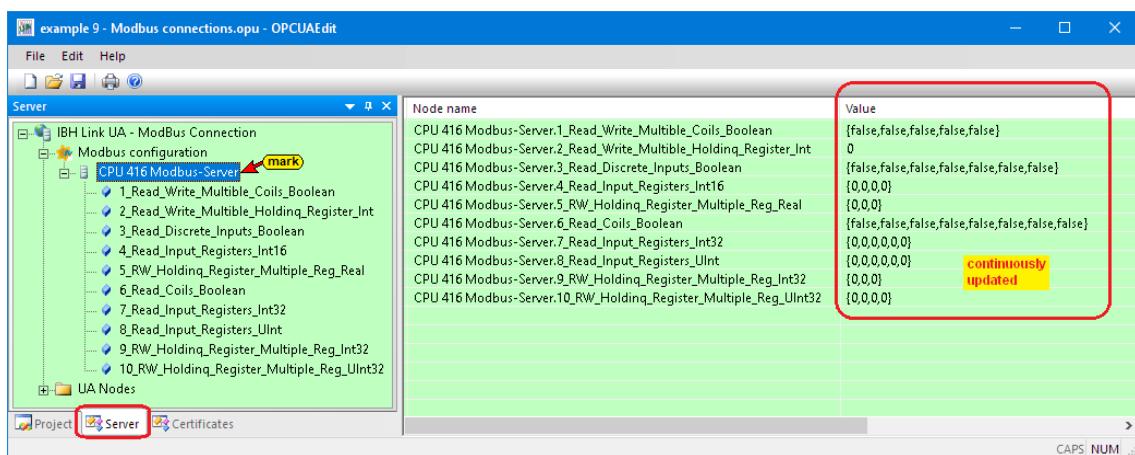 example 9 - Modbus connections.opu - OPCUAEdit
File Edit Help
Server
IBH Link UA - ModBus Connection
Modbus configuration
CPU 416 Modbus-Server
mark
1_Read_Write_Multible_Coils_Boolean
2_Read_Write_Multible_Holding_Register_Int
3_Read_Discrete_Inputs_Boolean
4_Read_Input_Registers_Int16
5_RW_Holding_Register_Multiple_Reg_Real
6_Read_Coils_Boolean
7_Read_Input_Registers_Int32
8_Read_Input_Registers_UInt
9_RW_Holding_Register_Multiple_Reg_Int32
10_RW_Holding_Register_Multiple_Reg_UInt32
UA Nodes
Project Server Certificates
Node name Value
CPU 416 Modbus-Server.1_Read_Write_Multible_Coils_Boolean {false,false,false,false,false}
CPU 416 Modbus-Server.2_Read_Write_Multible_Holding_Register_Int 0
CPU 416 Modbus-Server.3_Read_Discrete_Inputs_Boolean {false,false,false,false,false,false,false}
CPU 416 Modbus-Server.4_Read_Input_Registers_Int16 {0,0,0,0}
CPU 416 Modbus-Server.5_RW_Holding_Register_Multiple_Reg_Real {0,0,0}
CPU 416 Modbus-Server.6_Read_Coils_Boolean {false,false,false,false,false,false,false,false}
CPU 416 Modbus-Server.7_Read_Input_Registers_Int32 {0,0,0,0,0,0}
CPU 416 Modbus-Server.8_Read_Input_Registers_UInt {0,0,0,0,0,0}
CPU 416 Modbus-Server.9_RW_Holding_Register_Multiple_Reg_Int32 {0,0,0}
CPU 416 Modbus-Server.10_RW_Holding_Register_Multiple_Reg_UInt32 {0,0,0,0}
continuously
updated
CAPS NUM